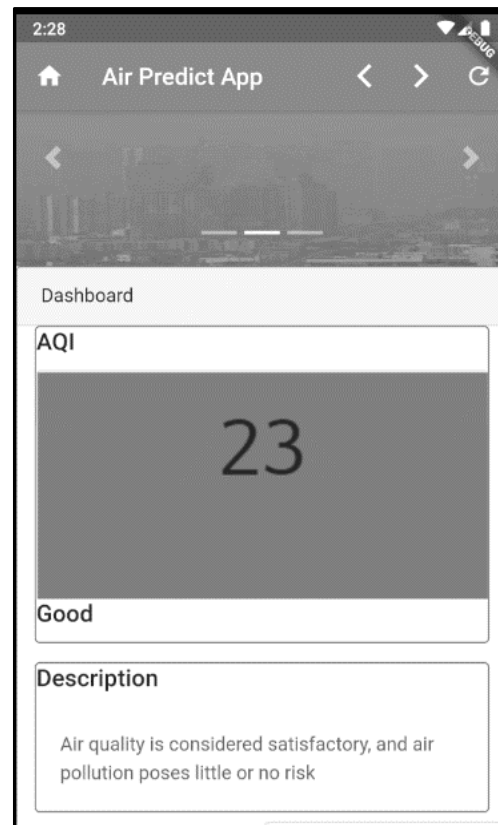 2:28
DEBUG
Air Predict App
Dashboard
AQI
23
Good
Description
Air quality is considered satisfactory, and air
pollution poses little or no risk